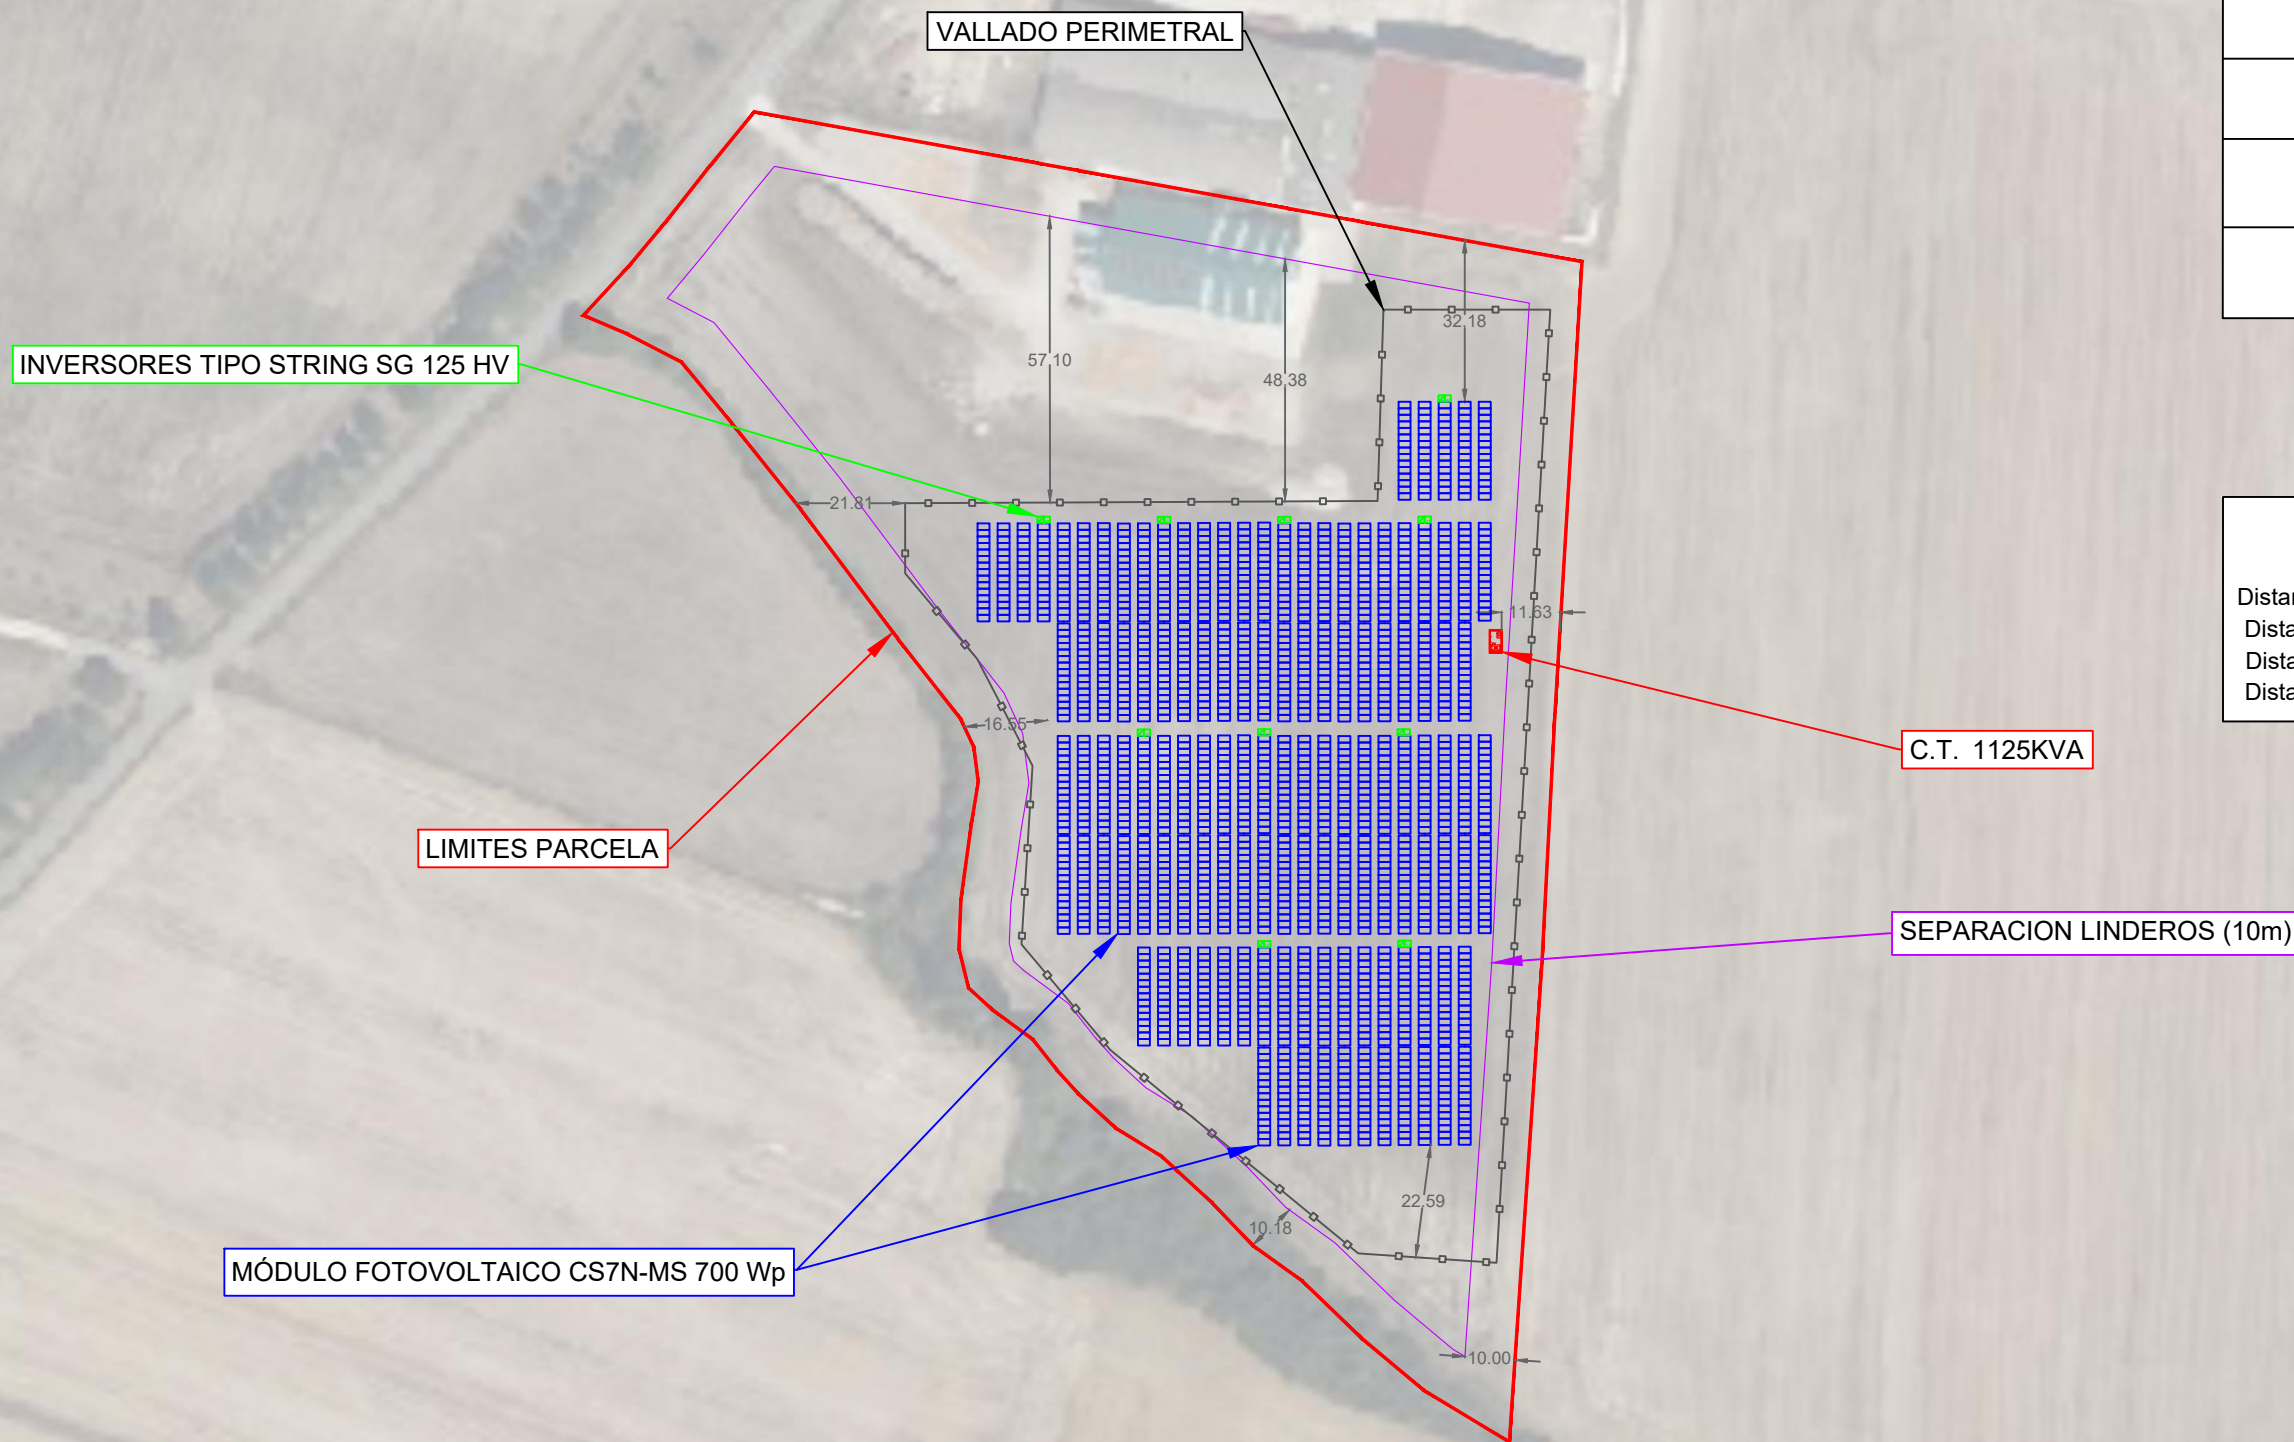 VALLADO PERIMETRAL
32.18
57.10
INVERSORES TIPO STRING SG 125 HV
48.38
21.81
11.63
16.55
C.T. 1125KVA
LIMITES PARCELA
SEPARACION LINDEROS (10m)
22.59
10.18
MÓDULO FOTOVOLTAICO CS7N-MS 700 Wp
10.00